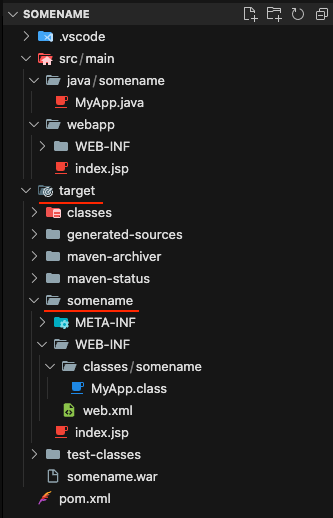 SOMENAME
.vscode
src/main
java/somename
MyApp.java
webapp
WEB-INF
index.jsp
target
classes
generated-sources
maven-archiver
maven-status
somename
META-INF
WEB-INF
classes/somename
MyApp.class
web.xml
index.jsp
test-classes
somename.war
pom.xml